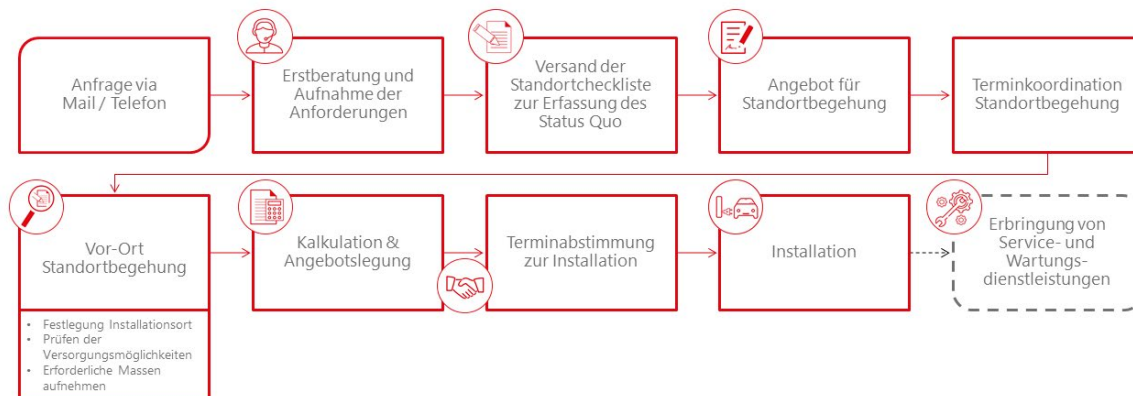 Anfrage via
Mail / Telefon
Erstberatung und
Aufnahme der
Anforderungen
Versand der
Standortcheckliste
zur Erfassung des
Status Quo
Angebot für
Standortbegehung
Terminkoordination
Standortbegehung
Vor-Ort
Standortbegehung
• Festlegung Installationsort
• Prüfen der
Versorgungsmöglichkeiten
• Erforderliche Massen
aufnehmen
Kalkulation &
Angebotslegung
Terminabstimmung
zur Installation
Installation
Erbringung von
Service- und
Wartungs-
dienstleistungen